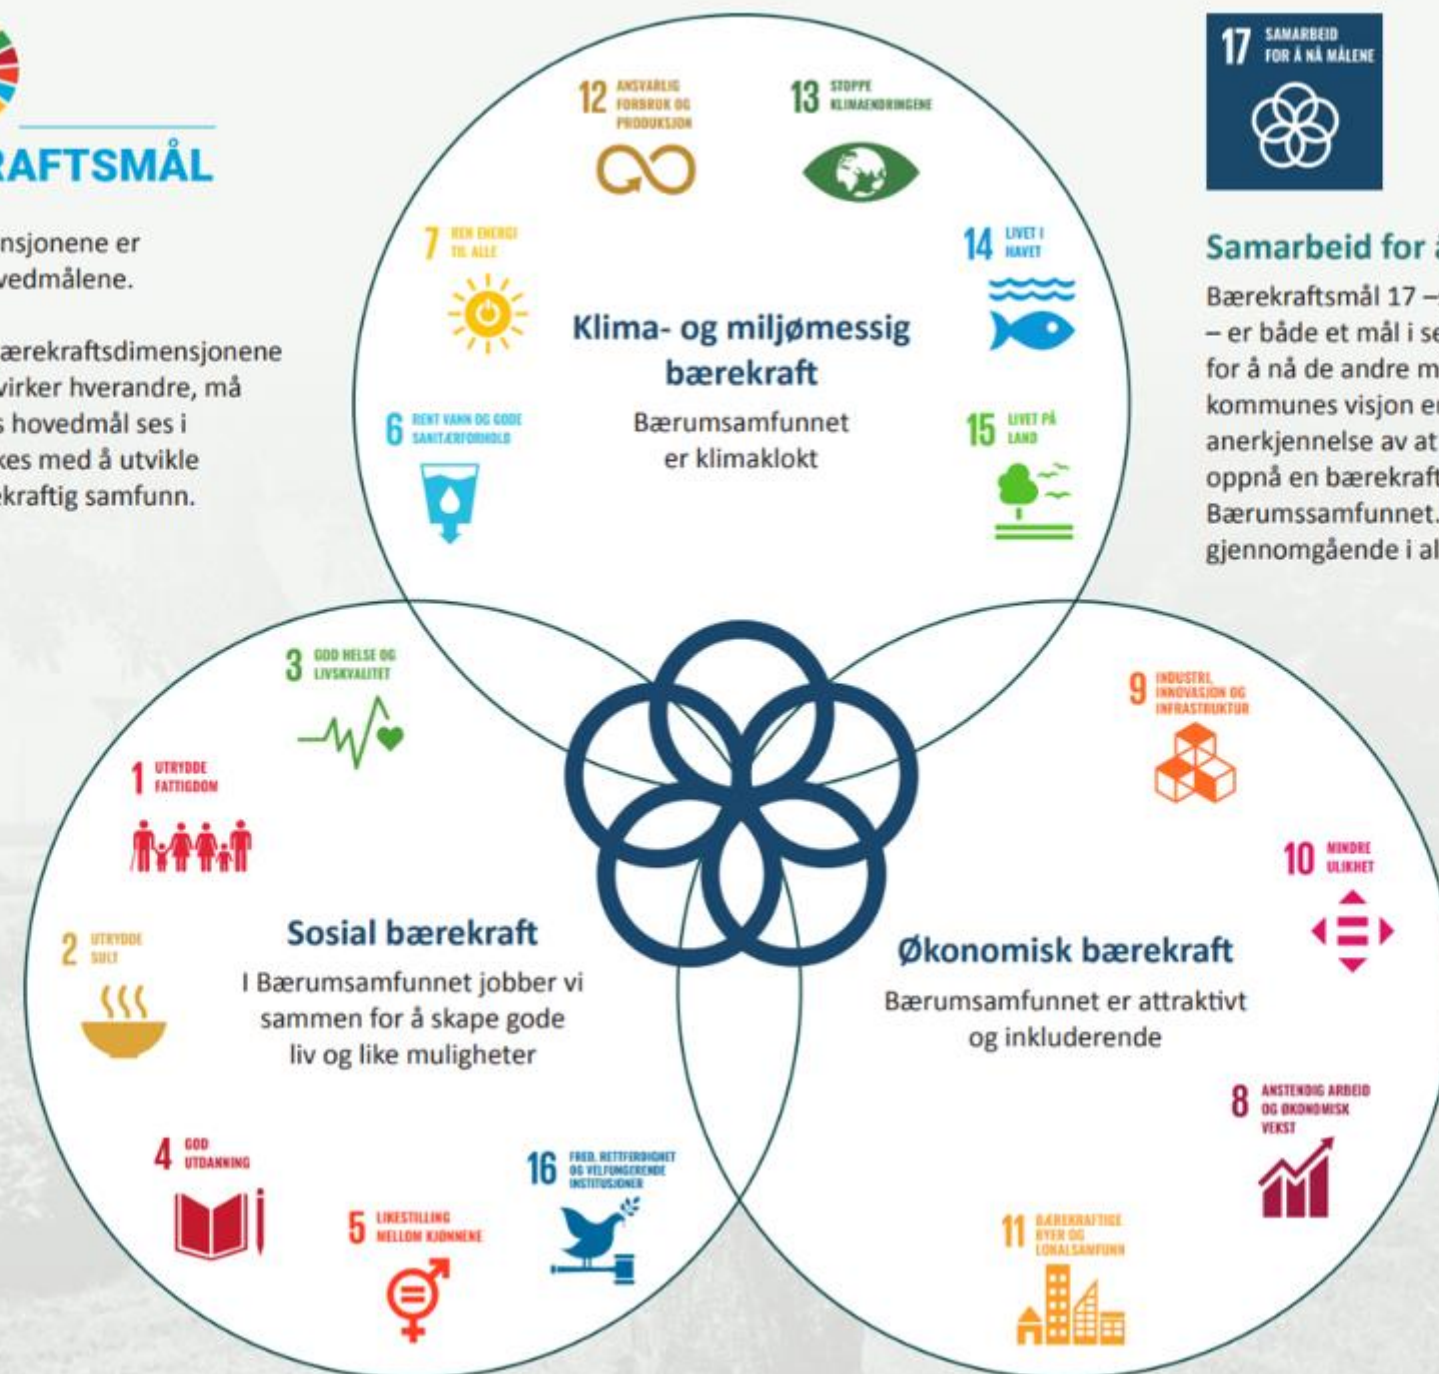 RAFTSMÅL
nsjonene er
vedmålene.
ærekraftsdimensjonene
virker hverandre, må
s hovedmål ses i
kes med å utvikle
ekraftig samfunn.
12 ANSVARLIG
FORBRUK OG
PRODUKSJON
13 STOPPE
KLIMAENDRINGENE
7 REN ENERGI
TIL ALLE
14 LIVET I
HAVET
Klima- og miljømessig
bærekraft
Bærumsamfunnet
er klimaklokt
6 RENT VANN OG GODE
SANITÆRFORHOLD
15 LIVET PÅ
LAND
17 SAMARBEID
FOR Å NÅ MÅLENE
Samarbeid for å
Bærekraftsmål 17 –
– er både et mål i se
for å nå de andre m
kommunes visjon er
anerkjennelse av at
oppnå en bærekraft
Bærumssamfunnet.
gjennomgående i al
3 GOD HELSE OG
LIVSKVALITET
1 UTRYDDE
FATTIGDOM
2 UTRYDDE
SULT
Sosial bærekraft
I Bærumsamfunnet jobber vi
sammen for å skape gode
liv og like muligheter
4 GOD
UTDANNING
5 LIKESTILLING
MELLOM KJØNNENE
16 FRED, RETTFERDIGHET
OG VELFUNGERENDE
INSTITUSJONER
9 INDUSTRI,
INNOVASJON OG
INFRASTRUKTUR
10 MINDRE
ULIKHET
Økonomisk bærekraft
Bærumsamfunnet er attraktivt
og inkluderende
8 ANSTENDIG ARBEID
OG ØKONOMISK
VEKST
11 BÆREKRAFTIGE
BYER OG
LOKALSAMFUNN